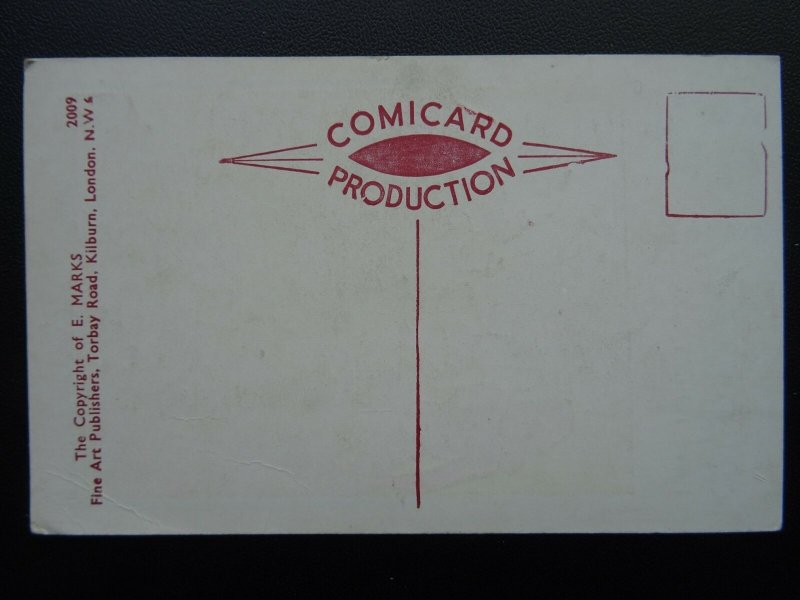 COMICARD
PRODUCTION
2009
The Copyright of E. MARKS
Fine Art Publishers, Torbay Road, Kilburn, London. N.W 6